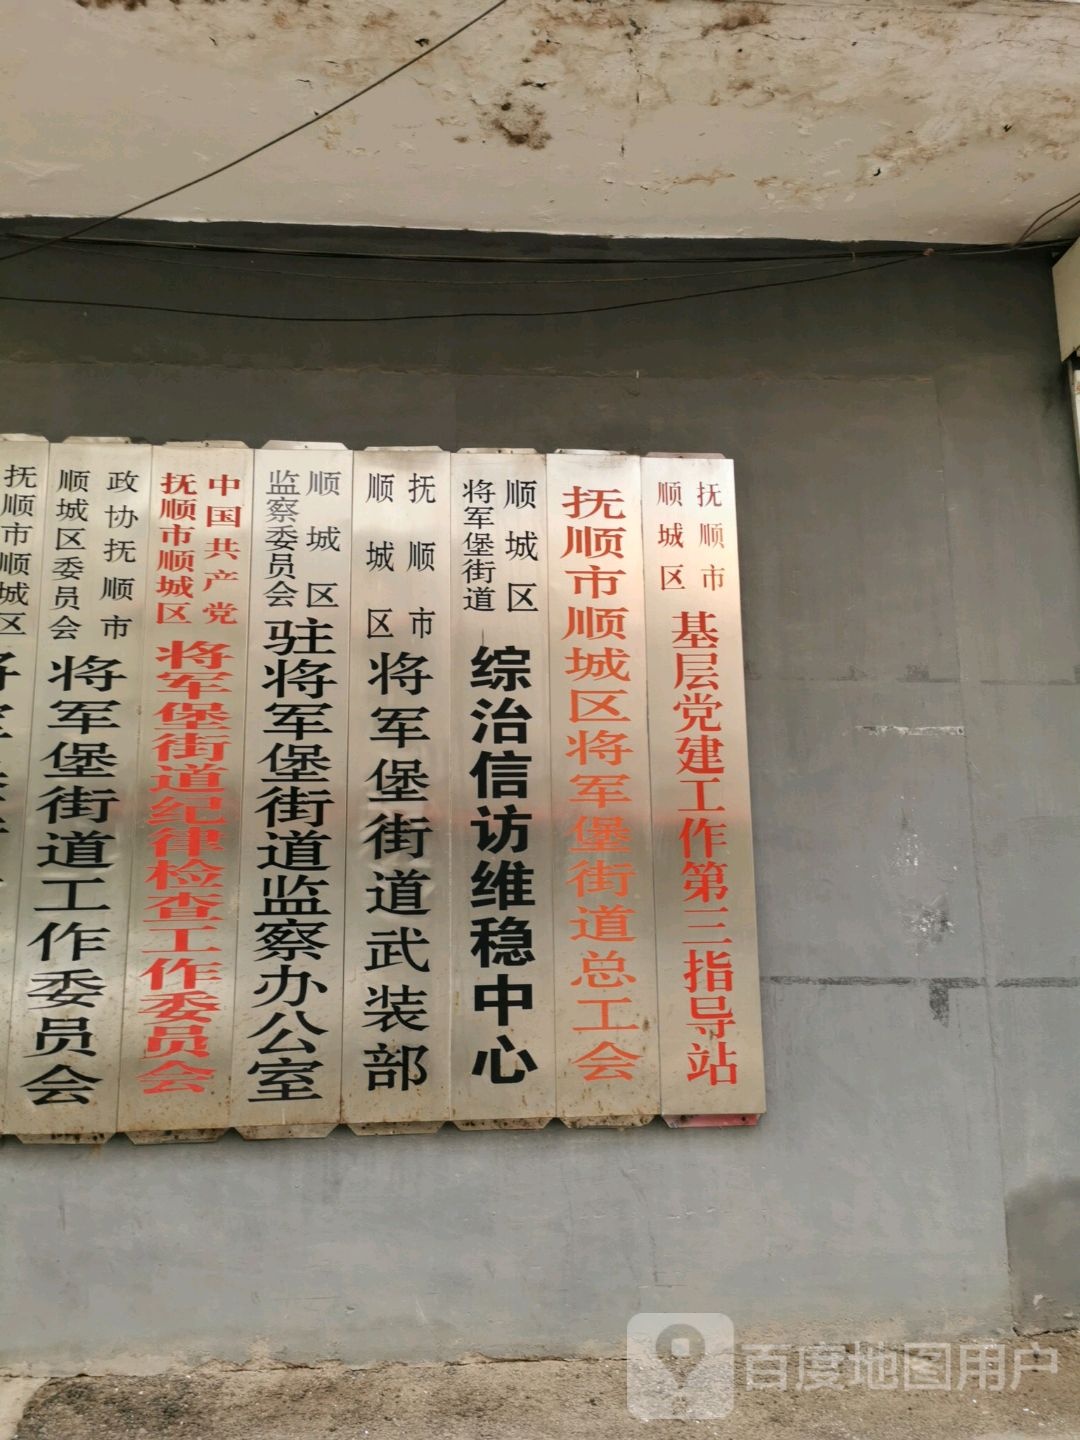 抚顺市顺城区
政协抚顺市
顺城区委员会
将军堡街道工作委员会
中国共产党
抚顺市顺城区
将军堡街道纪律检查工作委员会
顺城区
监察委员会
驻将军堡街道监察办公室
抚顺市
顺城区
将军堡街道武装部
顺城区
将军堡街道
综治信访维稳中心
抚顺市顺城区将军堡街道总工会
抚顺市
顺城区
基层党建工作第三指导站
百度地图用户